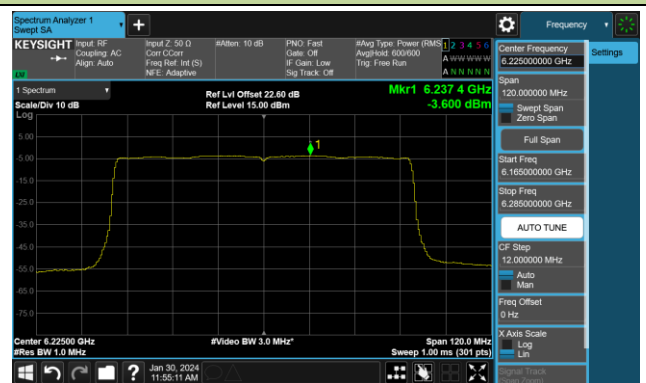 Spectrum Analyzer 1
Swept SA
Frequency
KEYSIGHT
Input: RF
Coupling: AC
Align: Auto
Input Z: 50 Ω
Corr CCorr
Freq Ref: Int (S)
NFE: Adaptive
#Atten: 10 dB
PNO: Fast
Gate: Off
IF Gain: Low
Sig Track: Off
#Avg Type: Power (RMS
Avg|Hold: 600/600
Trig: Free Run
1 2 3 4 5 6
A W W W W W
A N N N N N
Center Frequency
6.225000000 GHz
Settings
Span
120.000000 MHz
Swept Span
Zero Span
Full Span
Start Freq
6.165000000 GHz
Stop Freq
6.285000000 GHz
AUTO TUNE
CF Step
12.000000 MHz
Auto
Man
Freq Offset
0 Hz
X Axis Scale
Log
Lin
Signal Track
LW
1 Spectrum
Scale/Div 10 dB
Log
Ref Lvl Offset 22.60 dB
Ref Level 15.00 dBm
Mkr1 6.237 4 GHz
-3.600 dBm
1
5.00
-5.00
-15.0
-25.0
-35.0
-45.0
-55.0
-65.0
-75.0
Center 6.22500 GHz
#Res BW 1.0 MHz
#Video BW 3.0 MHz*
Span 120.0 MHz
Sweep 1.00 ms (301 pts)
Jan 30, 2024
11:55:11 AM